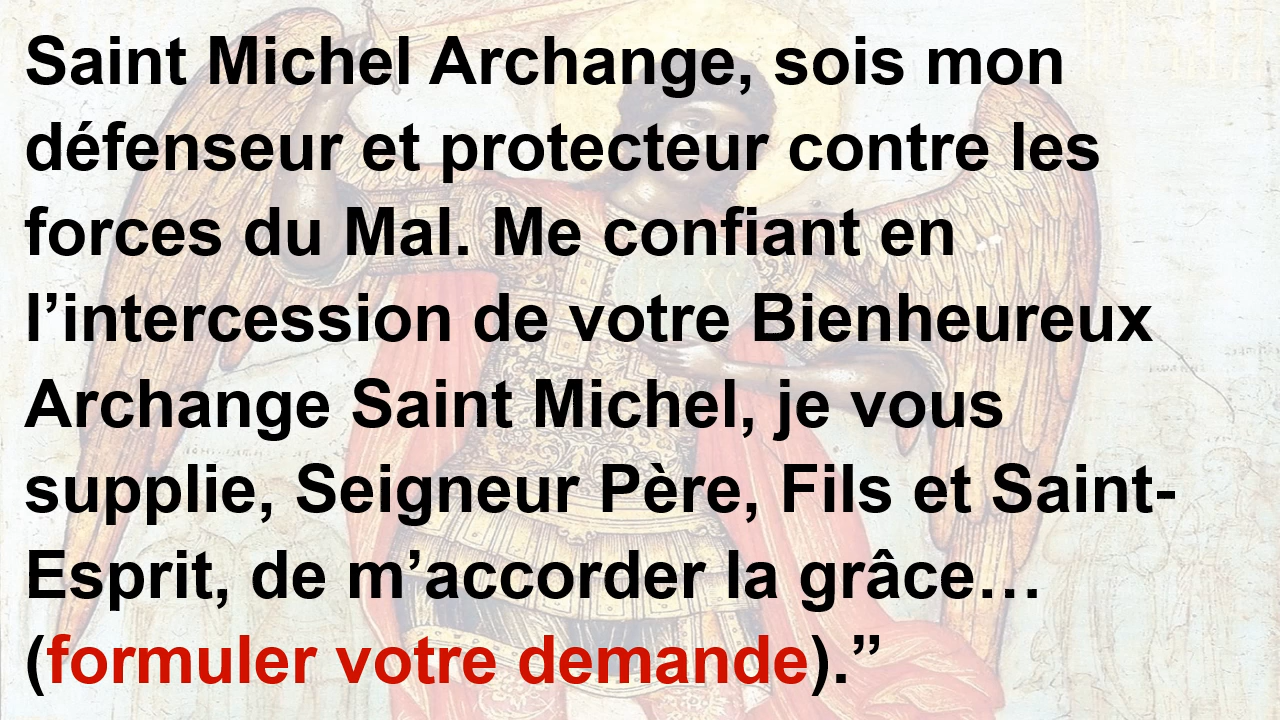 Saint Michel Archange, sois mon
défenseur et protecteur contre les
forces du Mal. Me confiant en
l’intercession de votre Bienheureux
Archange Saint Michel, je vous
supplie, Seigneur Père, Fils et Saint-
Esprit, de m’accorder la grâce…
(formuler votre demande).”